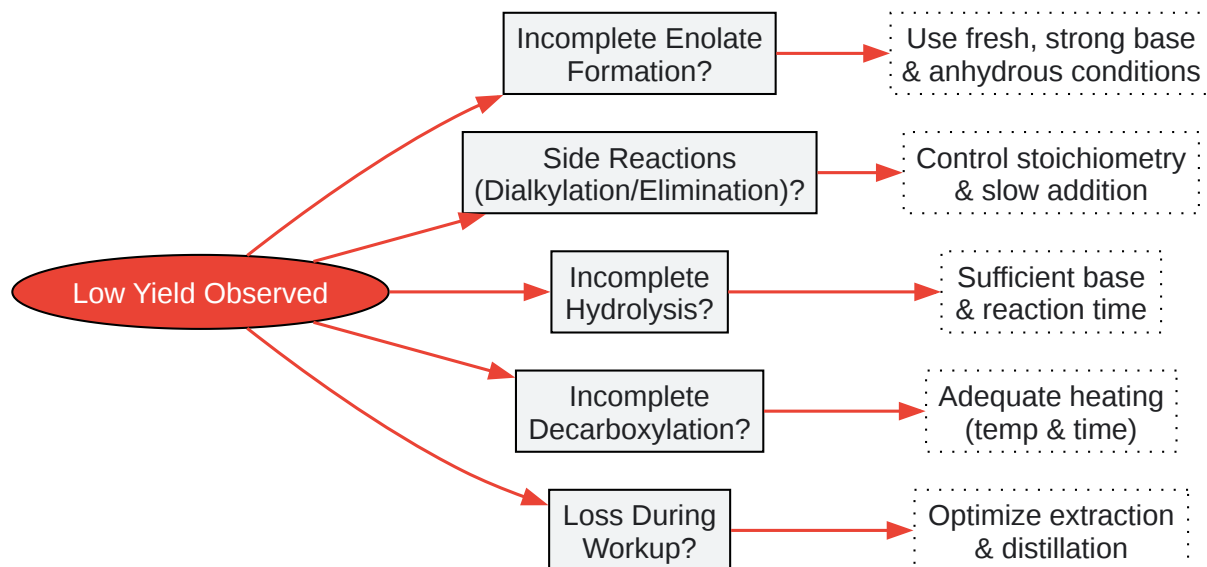 Incomplete Enolate
Formation?
Use fresh, strong base
& anhydrous conditions
Side Reactions
(Dialkylation/Elimination)?
Control stoichiometry
& slow addition
Low Yield Observed
Incomplete
Hydrolysis?
Sufficient base
& reaction time
Incomplete
Decarboxylation?
Adequate heating
(temp & time)
Loss During
Workup?
Optimize extraction
& distillation